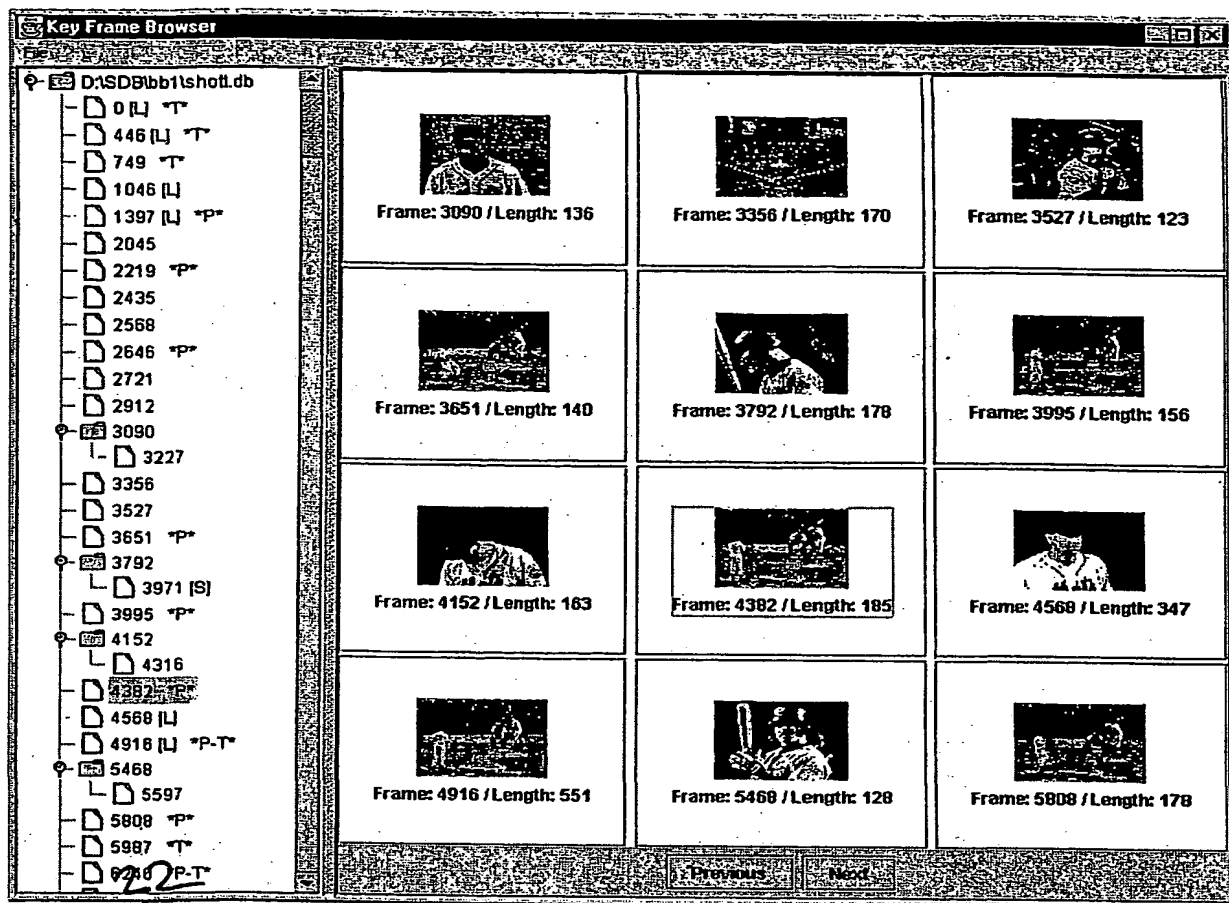 Key Frame Browser
File
D:\SDB\bb1\shotl.db
0 [L] *T*
446 [L] *T*
749 *T*
1046 [L]
1397 [L] *P*
2045
2219 *P*
2435
2568
2646 *P*
2721
2912
3090
3227
3356
3527
3651 *P*
3792
3971 [S]
3995 *P*
4152
4316
4382 *P*
4568 [L]
4916 [L] *P-T*
5468
5597
5808 *P*
5987 *T*
*P-T*
22
Frame: 3090 / Length: 136
Frame: 3356 / Length: 170
Frame: 3527 / Length: 123
Frame: 3651 / Length: 140
Frame: 3792 / Length: 178
Frame: 3995 / Length: 156
Frame: 4152 / Length: 163
Frame: 4382 / Length: 185
Frame: 4568 / Length: 347
Frame: 4916 / Length: 551
Frame: 5468 / Length: 128
Frame: 5808 / Length: 178
Previous
Next